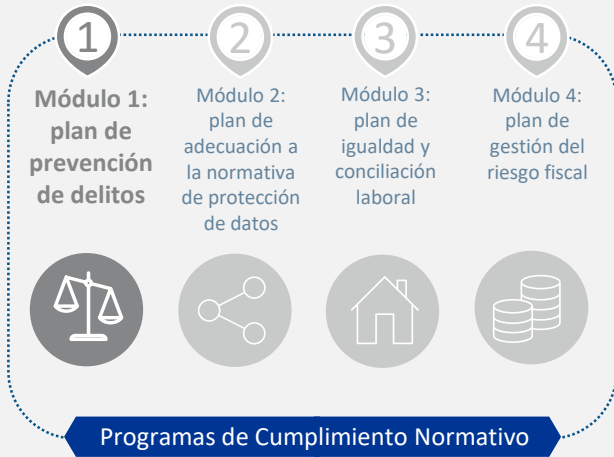 1
Módulo 1:
plan de
prevención
de delitos
2
Módulo 2:
plan de
adecuación a
la normativa
de protección
de datos
3
Módulo 3:
plan de
igualdad y
conciliación
laboral
4
Módulo 4:
plan de
gestión del
riesgo fiscal
Programas de Cumplimiento Normativo